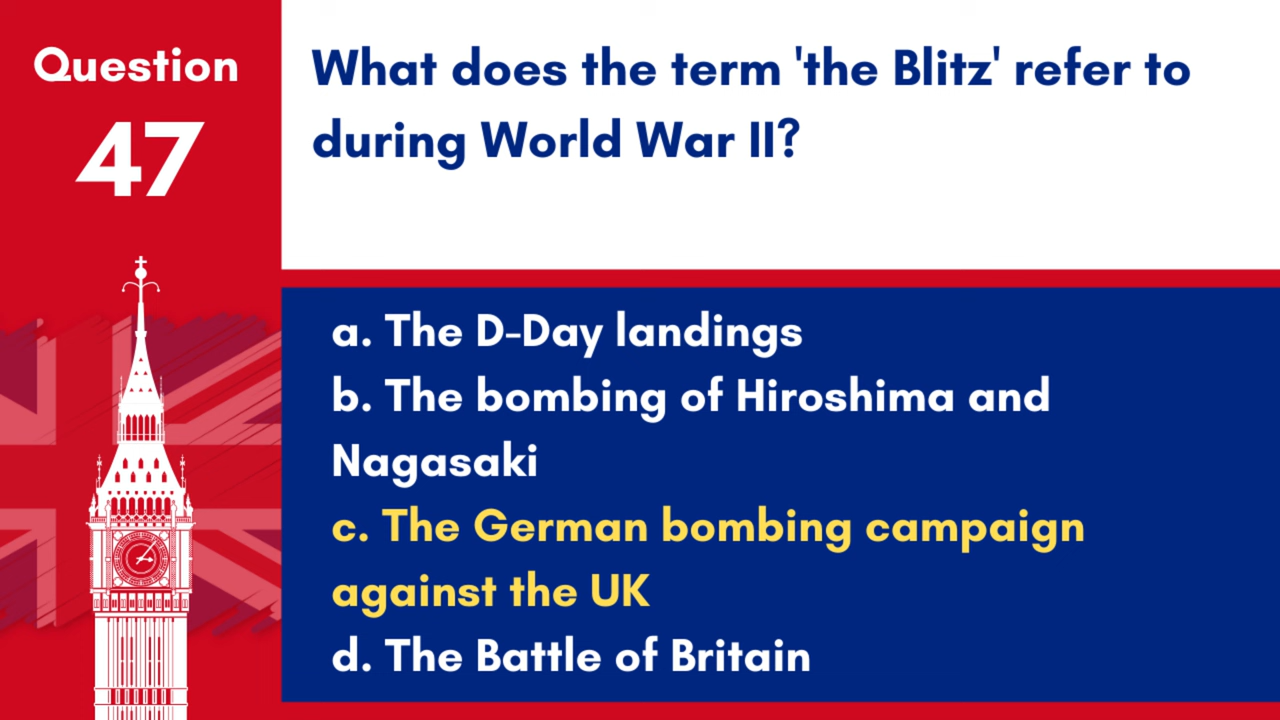 Question
47
What does the term 'the Blitz' refer to
during World War II?
a. The D-Day landings
b. The bombing of Hiroshima and
Nagasaki
c. The German bombing campaign
against the UK
d. The Battle of Britain